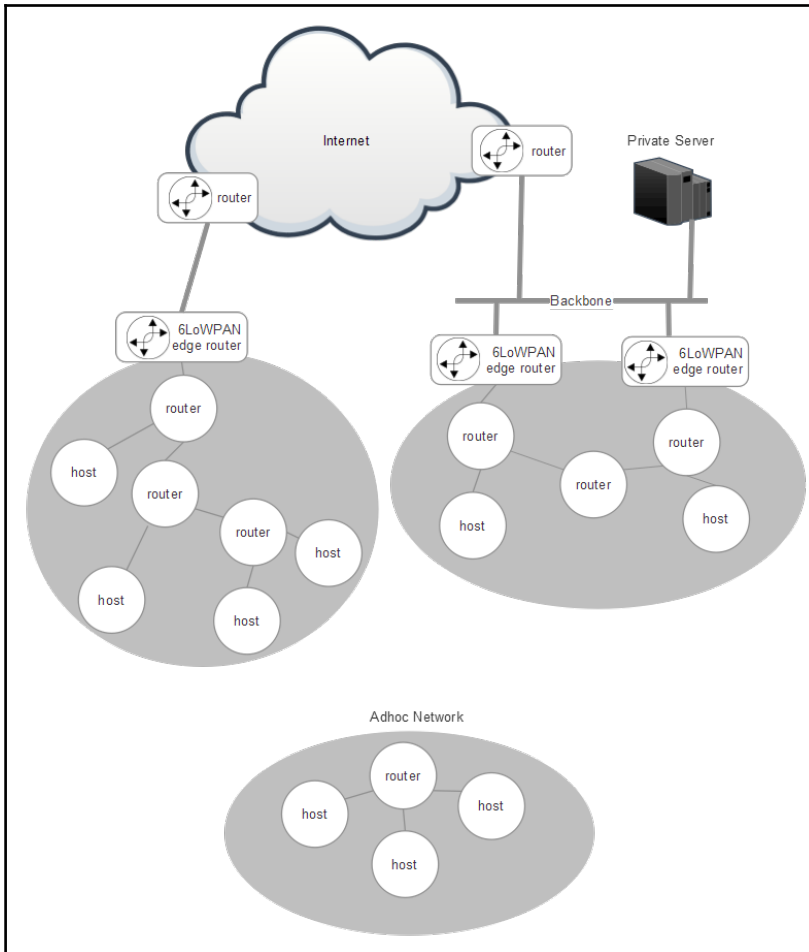 Internet
router
Private Server
router
Backbone
6LoWPAN
edge router
6LoWPAN
edge router
6LoWPAN
edge router
router
router
router
host
router
router
router
host
host
host
host
host
Adhoc Network
router
host
host
host